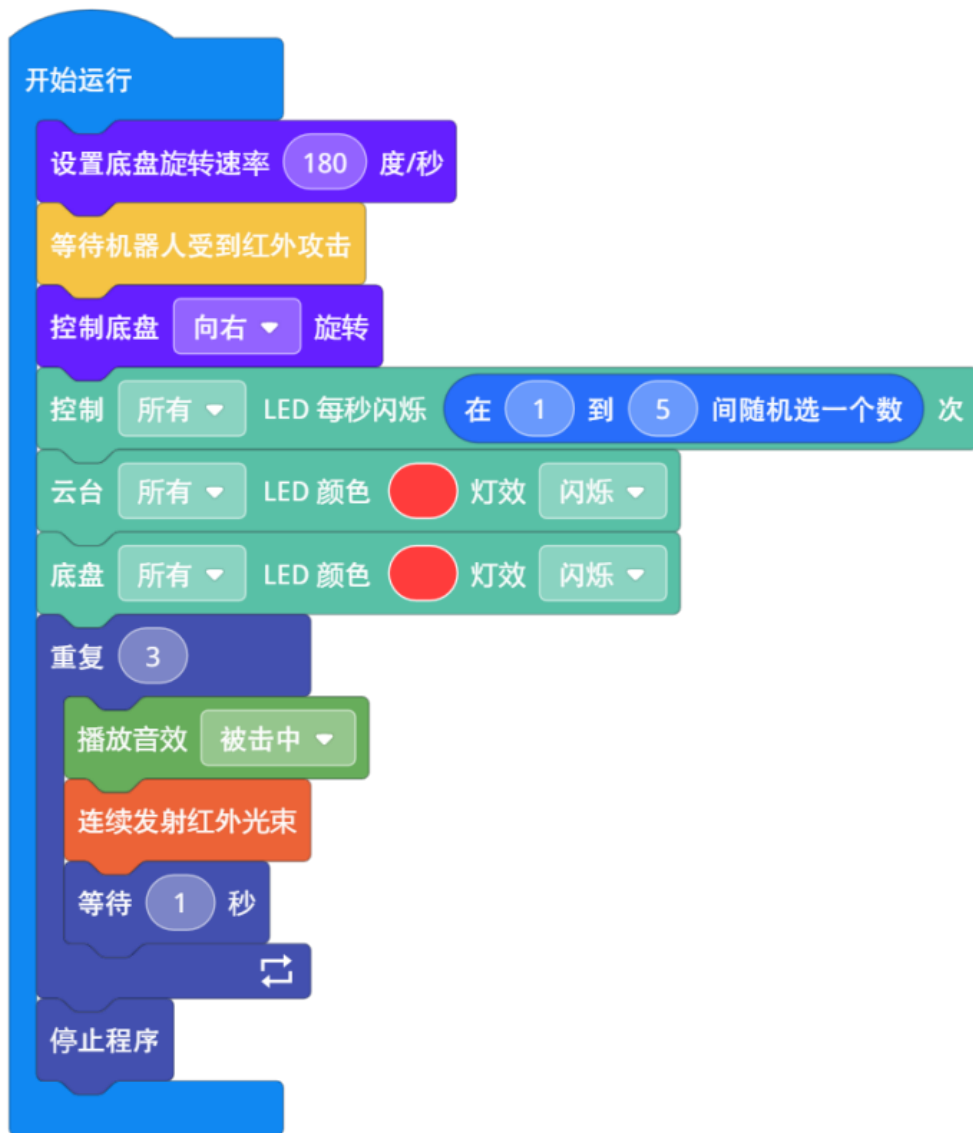 开始运行
设置底盘旋转速率 180 度/秒
等待机器人受到红外攻击
控制底盘 向右 旋转
控制 所有 LED 每秒闪烁 在 1 到 5 间随机选一个数 次
云台 所有 LED 颜色 灯效 闪烁
底盘 所有 LED 颜色 灯效 闪烁
重复 3
播放音效 被击中
连续发射红外光束
等待 1 秒
停止程序